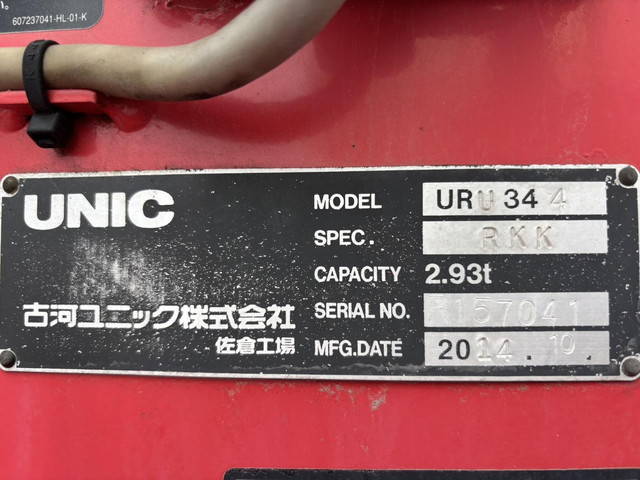 607237041-HL-01-K
UNIC
MODEL URU344
SPEC. RKK
CAPACITY 2.93t
古河ユニック株式会社
SERIAL NO. R157041
佐倉工場
MFG.DATE 2014.10.